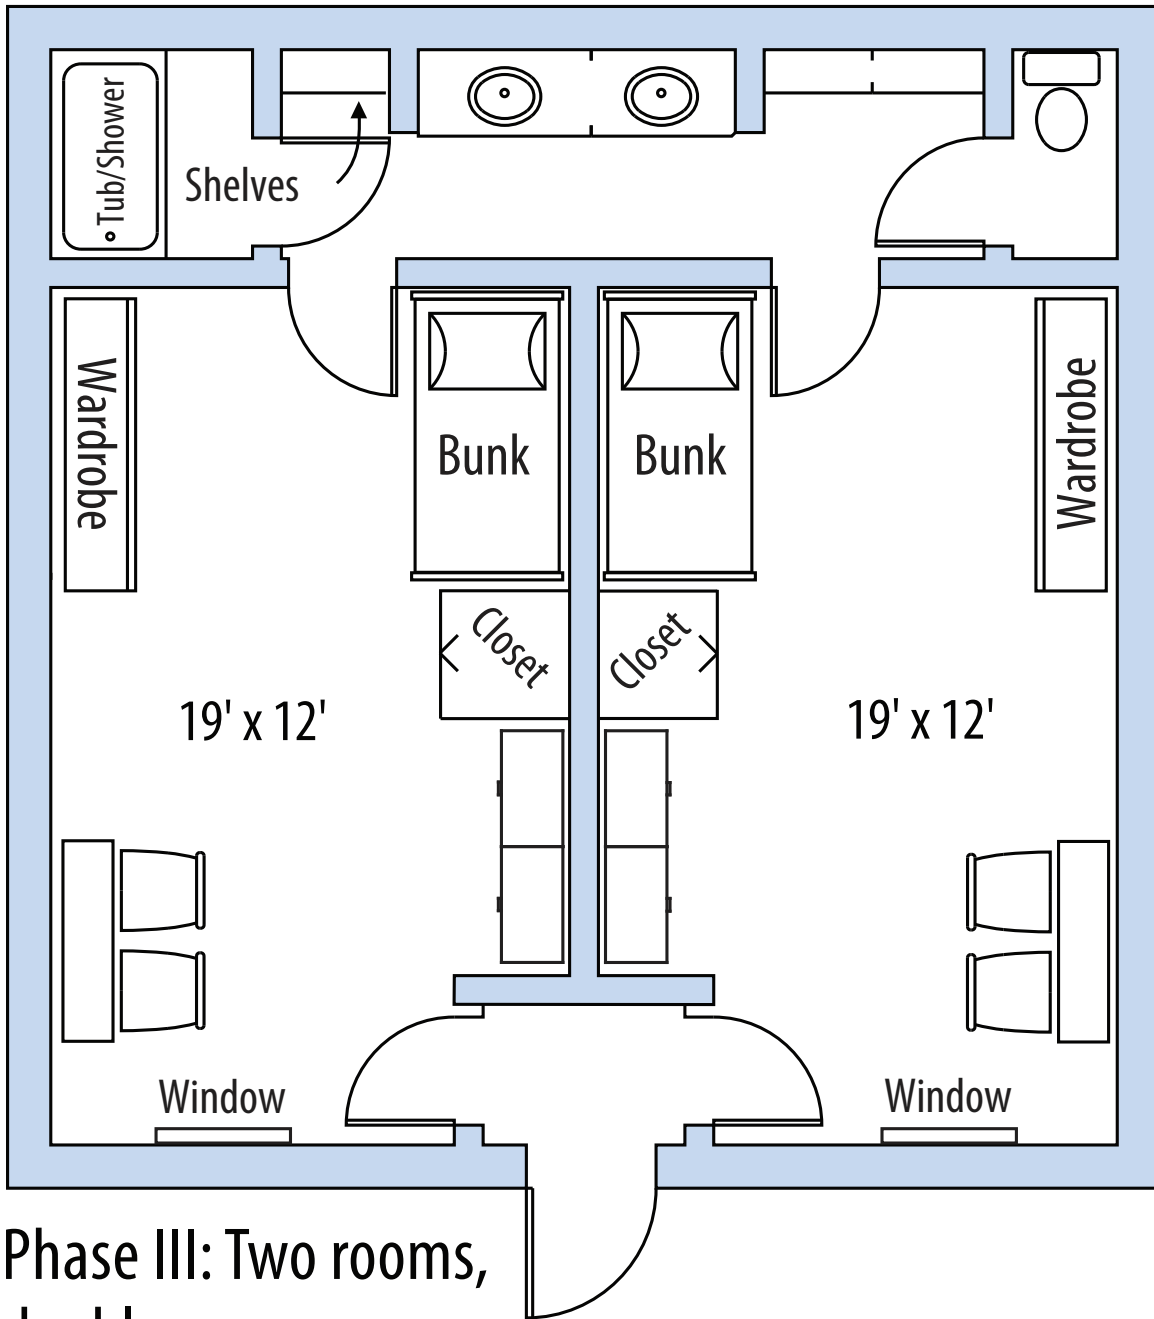 Tub/Shower
Shelves
Wardrobe
Bunk
Bunk
Wardrobe
Closet
Closet
19' x 12'
19' x 12'
Window
Window
Phase III: Two rooms,